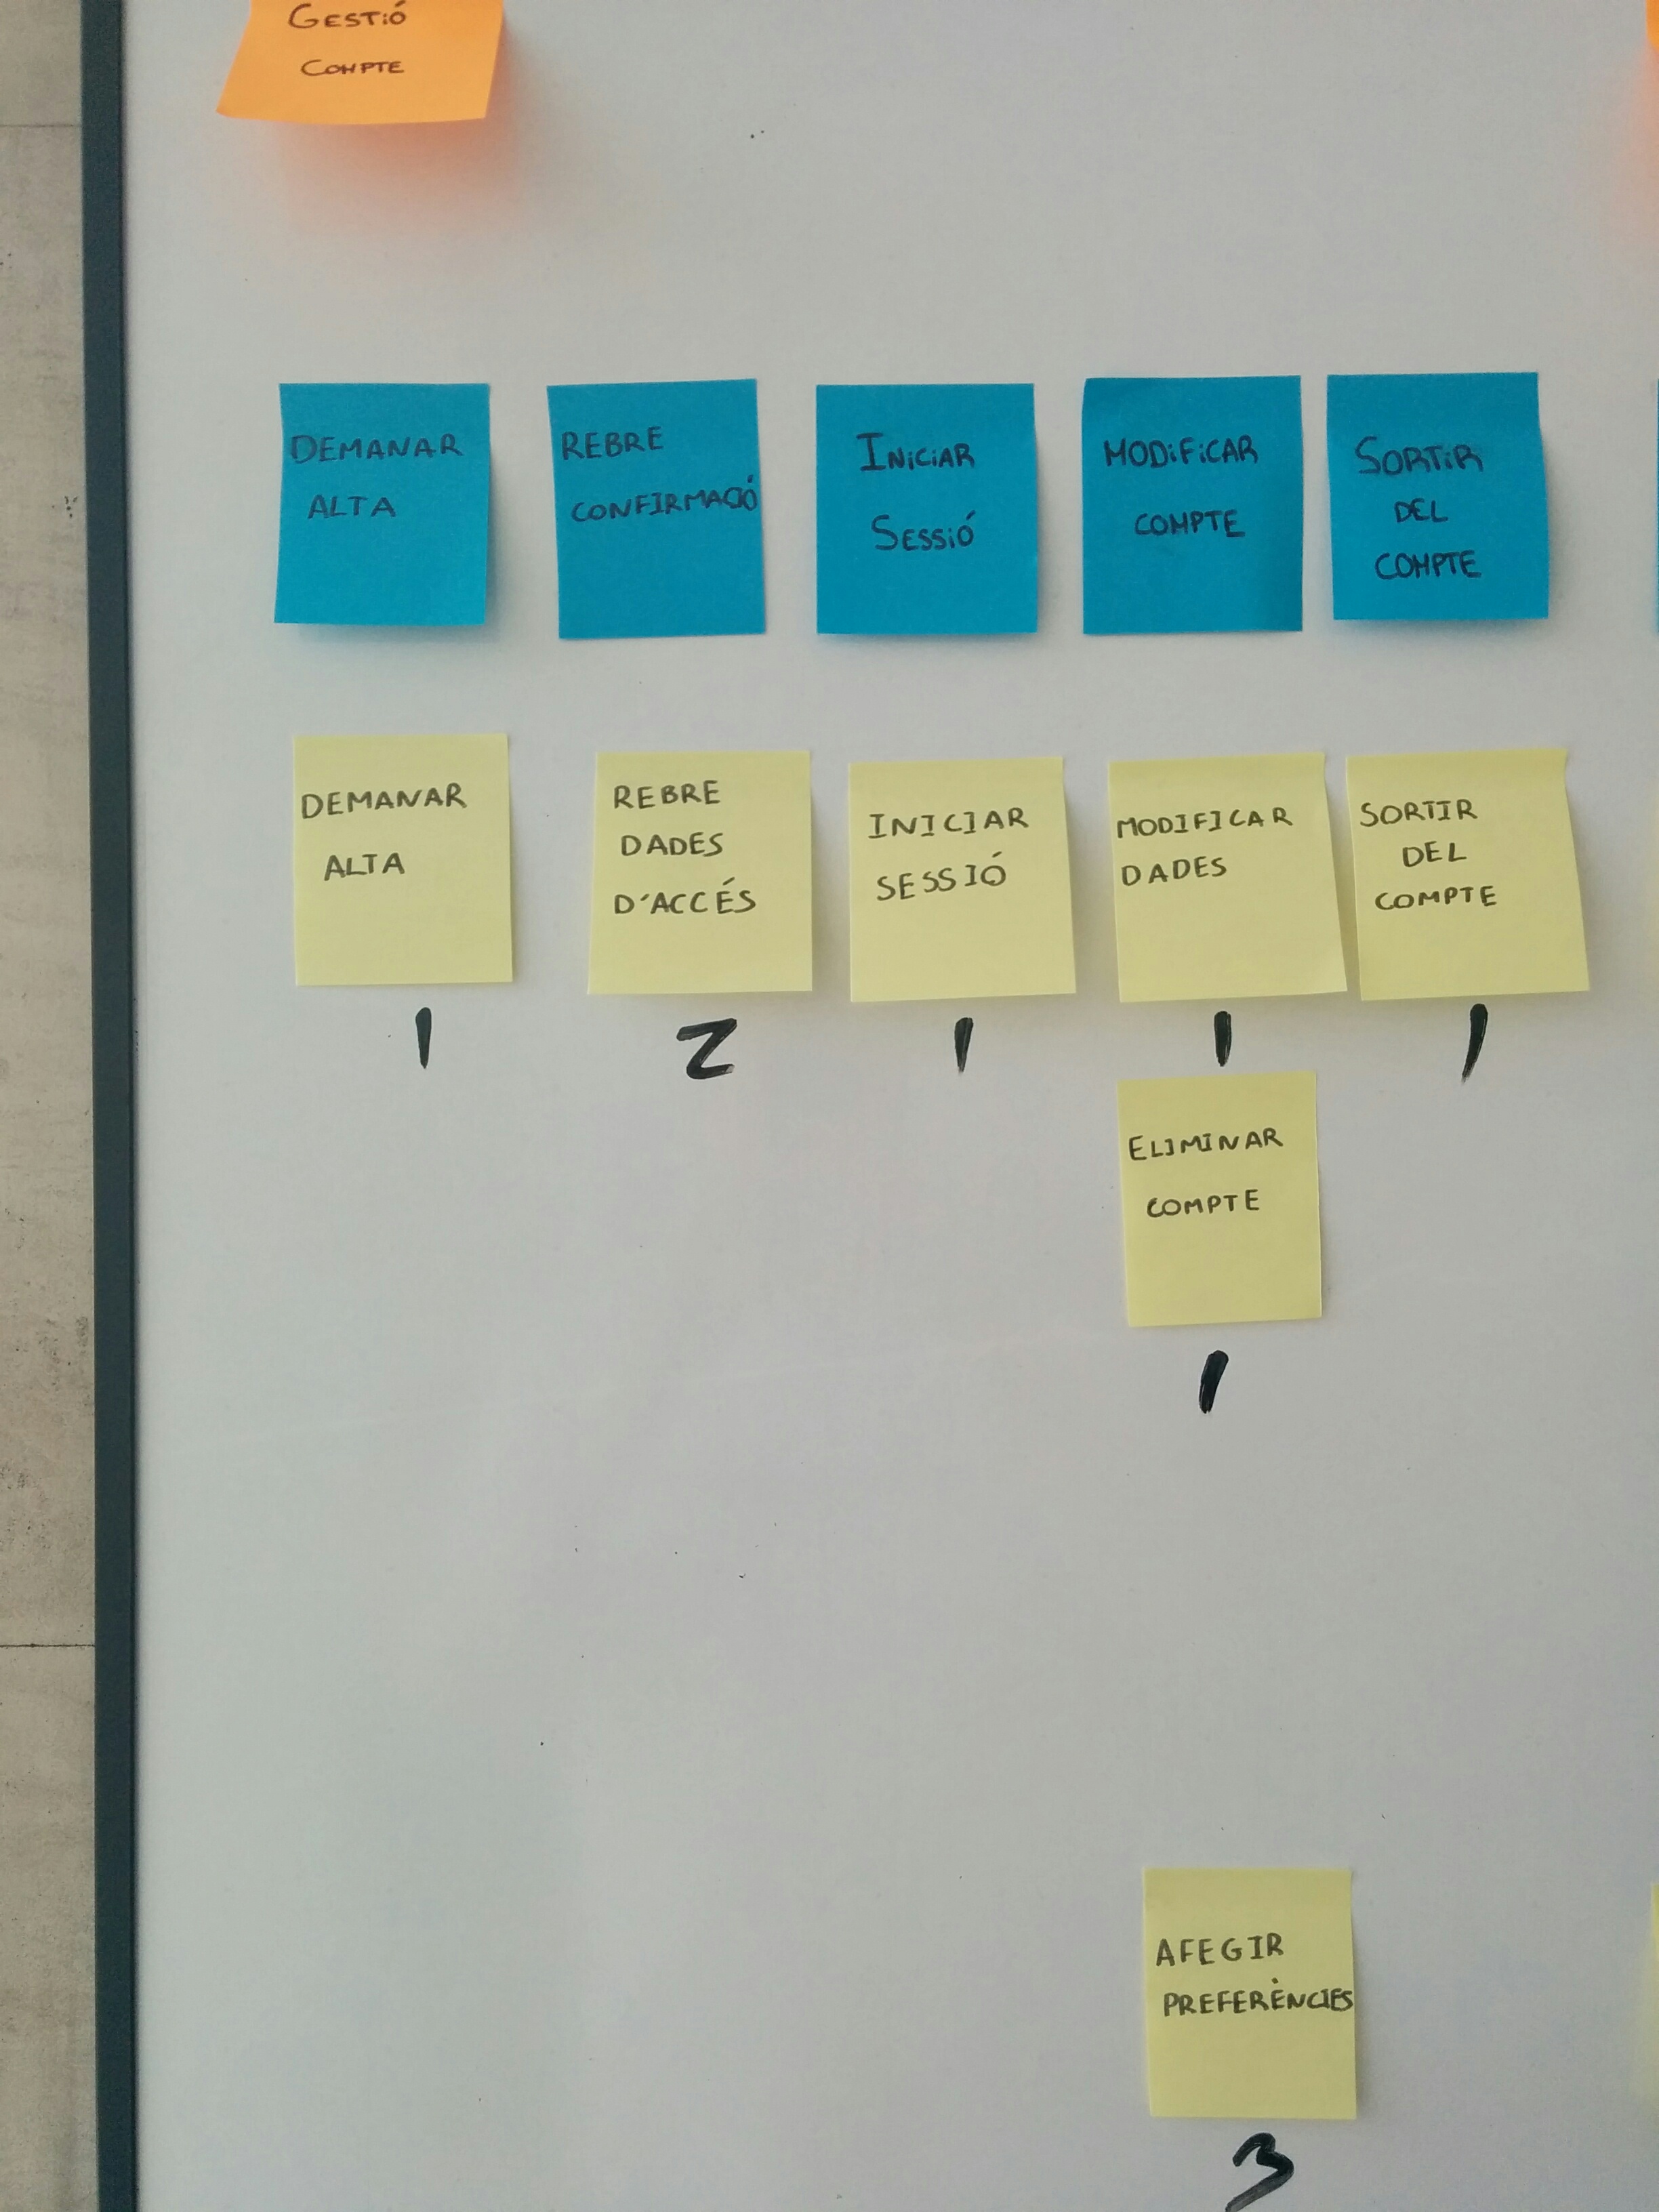 GESTIÓ
COMPTE
DEMANAR
ALTA
REBRE
CONFIRMACIÓ
INICIAR
SESSIÓ
MODIFICAR
COMPTE
SORTIR
DEL
COMPTE
DEMANAR
ALTA
REBRE
DADES
D'ACCÉS
INICIAR
SESSIÓ
MODIFICAR
DADES
SORTIR
DEL
COMPTE
1
2
1
1
1
ELIMINAR
COMPTE
1
AFEGIR
PREFERÈNCIES
3